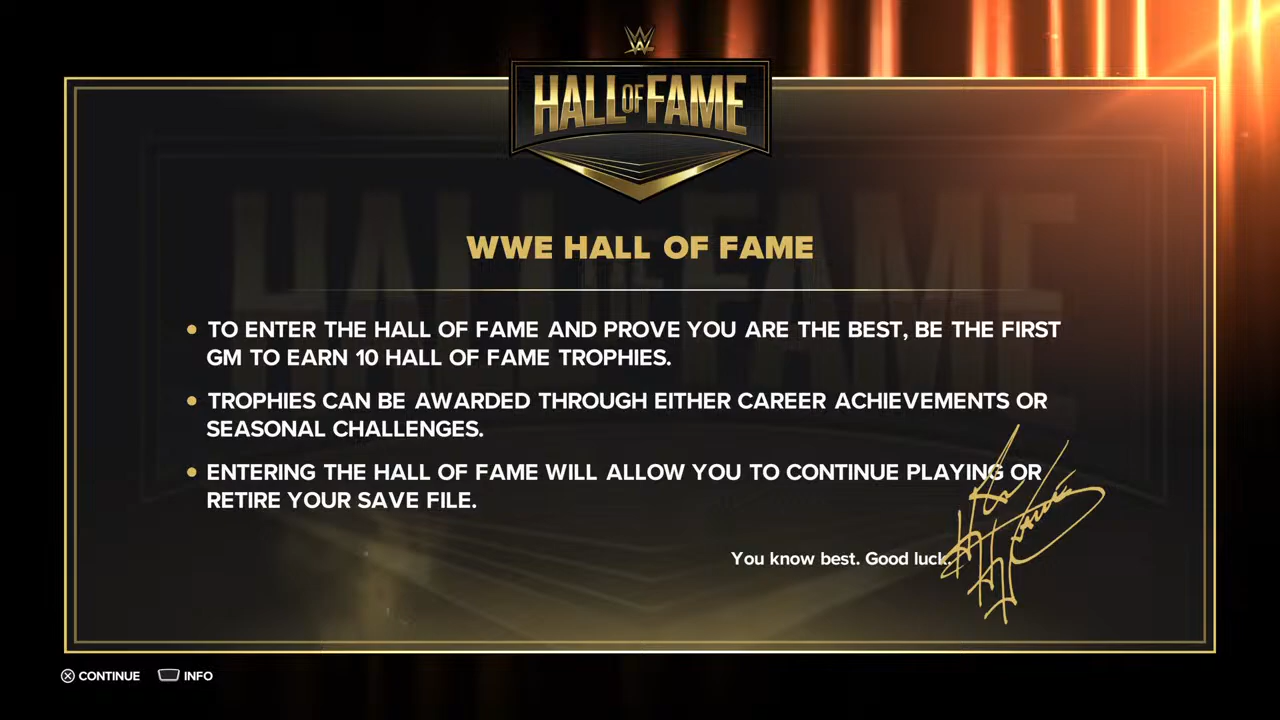 W
HALL OF FAME
WWE HALL OF FAME
TO ENTER THE HALL OF FAME AND PROVE YOU ARE THE BEST, BE THE FIRST
GM TO EARN 10 HALL OF FAME TROPHIES.
TROPHIES CAN BE AWARDED THROUGH EITHER CAREER ACHIEVEMENTS OR
SEASONAL CHALLENGES.
ENTERING THE HALL OF FAME WILL ALLOW YOU TO CONTINUE PLAYING OR
RETIRE YOUR SAVE FILE.
You know best. Good luck.
CONTINUE INFO